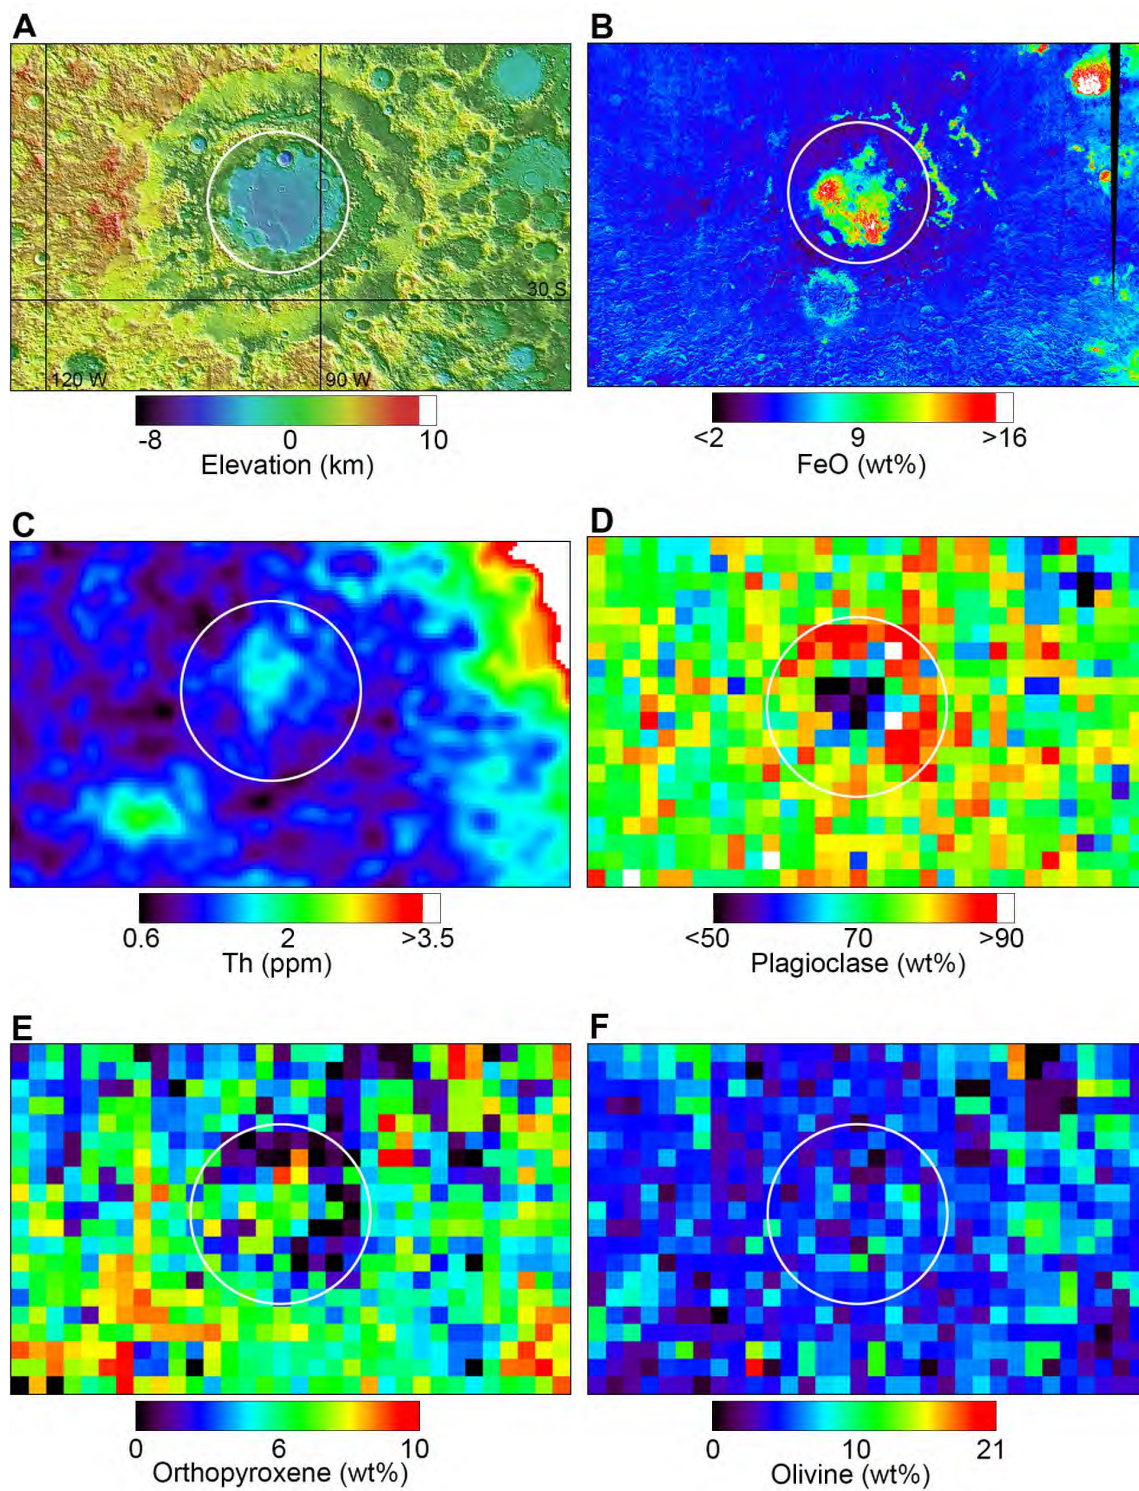 A
B
30 S
120 W
90 W
-8
0
10
Elevation (km)
<2
9
>16
FeO (wt%)
C
D
0.6
2
>3.5
Th (ppm)
<50
70
>90
Plagioclase (wt%)
E
F
0
6
10
Orthopyroxene (wt%)
0
10
21
Olivine (wt%)